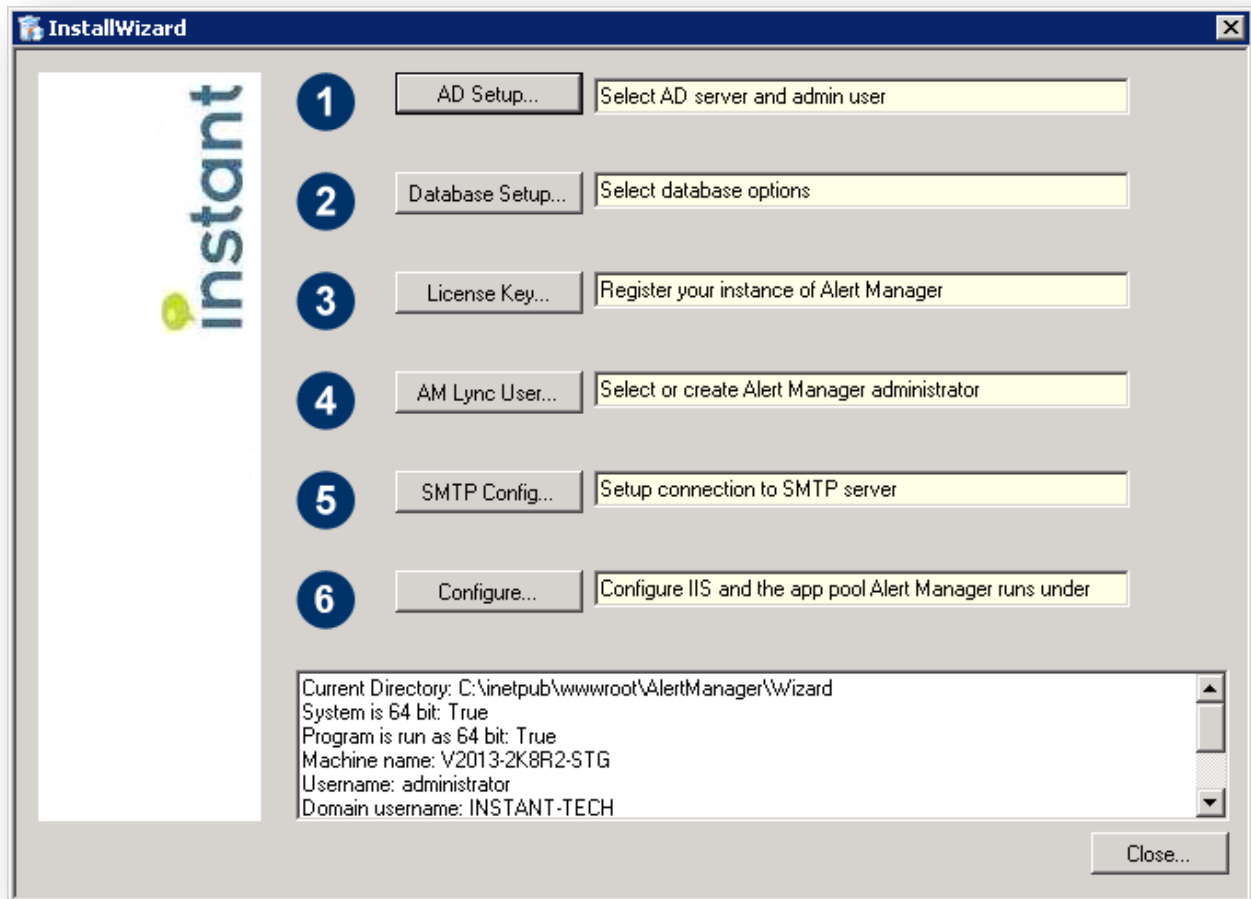 InstallWizard
instant
1 AD Setup... Select AD server and admin user
2 Database Setup... Select database options
3 License Key... Register your instance of Alert Manager
4 AM Lync User... Select or create Alert Manager administrator
5 SMTP Config... Setup connection to SMTP server
6 Configure... Configure IIS and the app pool Alert Manager runs under
Current Directory: C:\inetpub\wwwroot\AlertManager\Wizard
System is 64 bit: True
Program is run as 64 bit: True
Machine name: V2013-2K8R2-STG
Username: administrator
Domain username: INSTANT-TECH
Close...